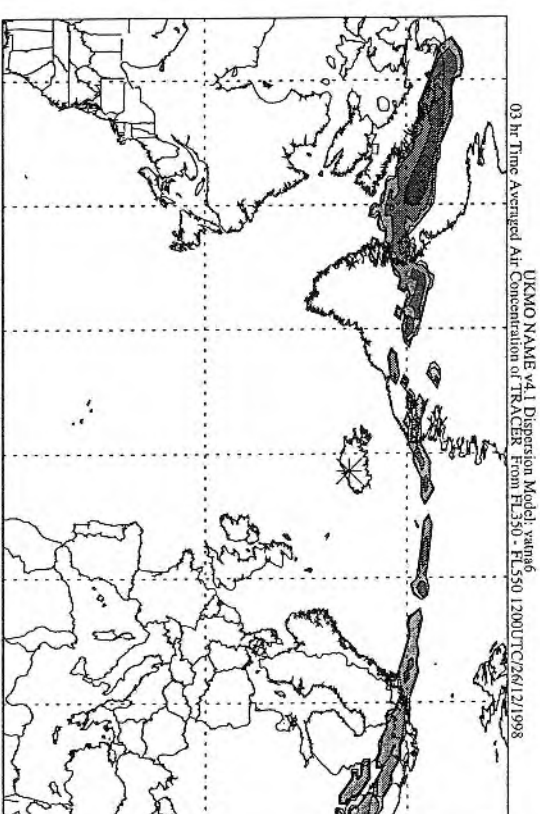 UKMO NAME v4.1 Dispersion Model: vatna6
03 hr Time Averaged Air Concentration of TRACER From FL350 - FL550 1200UTC/26/12/1998